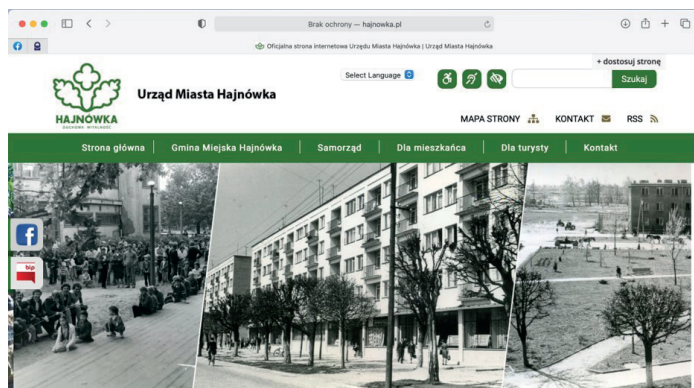 Brak ochrony — hajnowka.pl
Oficjalna strona internetowa Urzędu Miasta Hajnówka | Urząd Miasta Hajnówka
+ dostosuj stronę
Select Language
Szukaj
Urząd Miasta Hajnówka
HAJNÓWKA
DUCHOWA WITALNOŚĆ
MAPA STRONY KONTAKT RSS
Strona główna Gmina Miejska Hajnówka Samorząd Dla mieszkańca Dla turysty Kontakt
f
bip